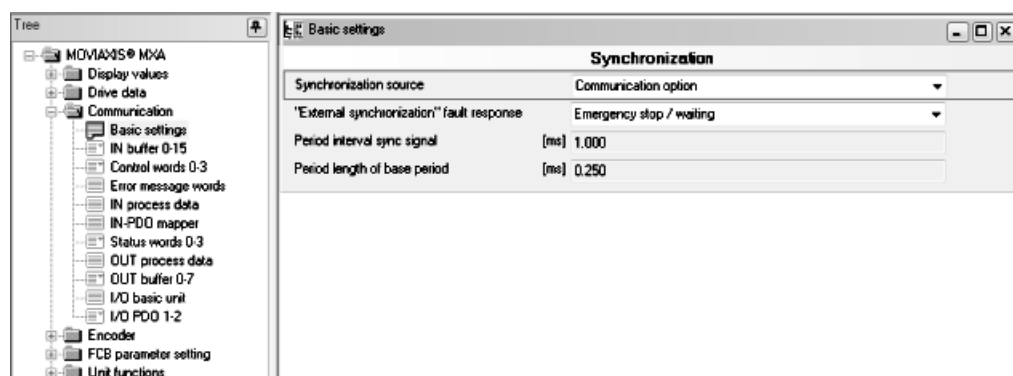 Tree
MOVIAXIS® MXA
Display values
Drive data
Communication
Basic settings
IN buffer 0-15
Control words 0-3
Error message words
IN process data
IN-PDO mapper
Status words 0-3
OUT process data
OUT buffer 0-7
I/O basic unit
I/O PDO 1-2
Encoder
FCB parameter setting
Unit functions
Basic settings
Synchronization
Synchronization source Communication option
"External synchronization" fault response Emergency stop / waiting
Period interval sync signal [ms] 1.000
Period length of base period [ms] 0.250